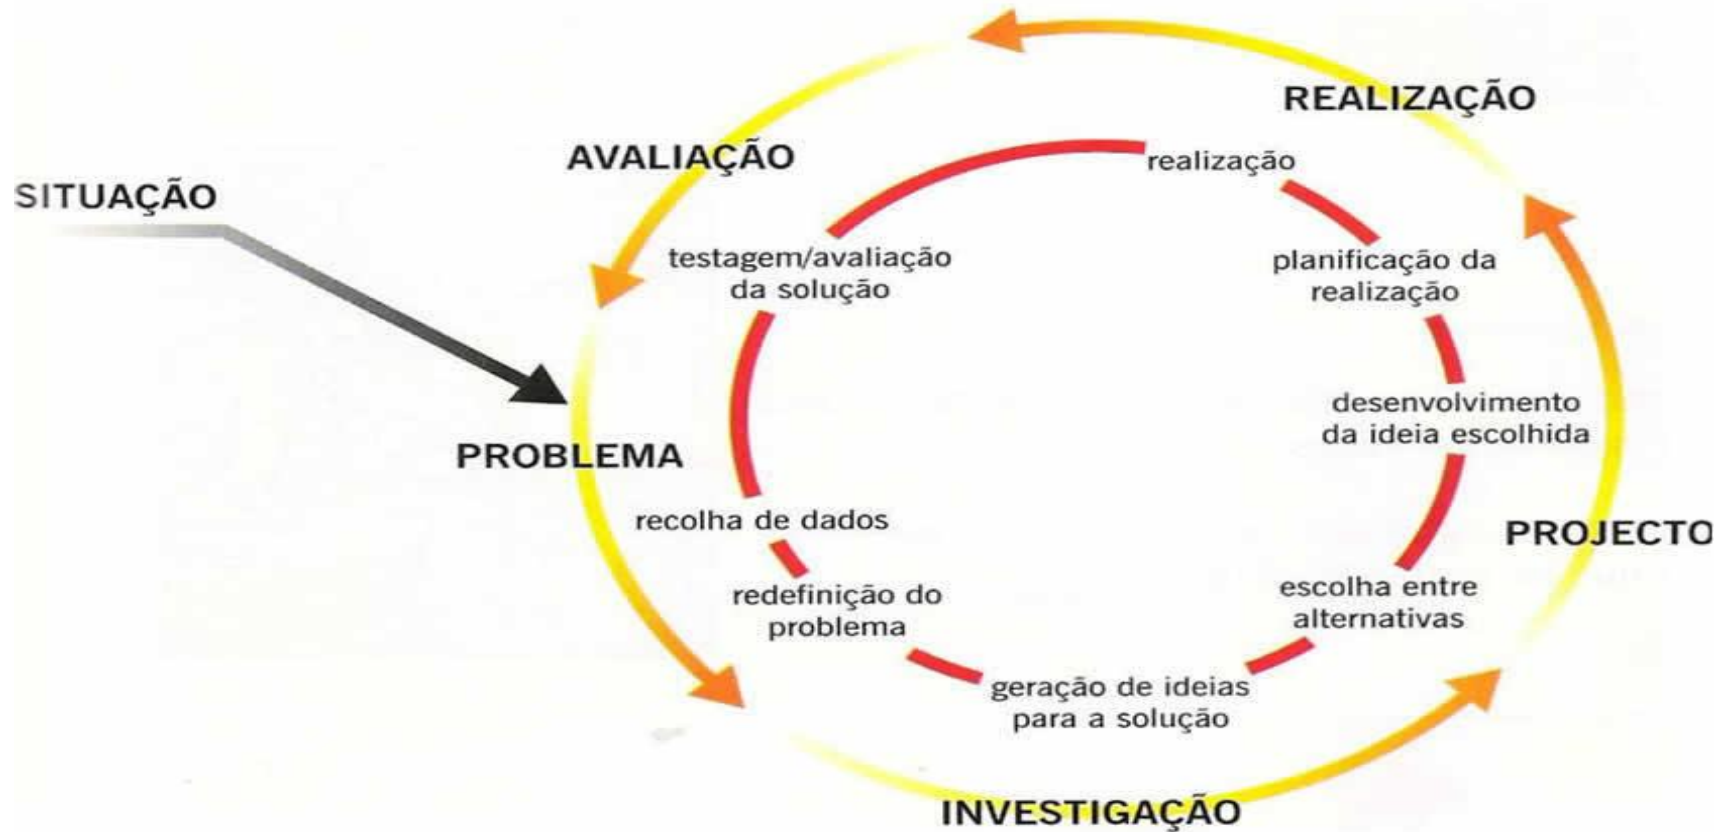 SITUAÇÃO
PROBLEMA
INVESTIGAÇÃO
PROJECTO
REALIZAÇÃO
AVALIAÇÃO
recolha de dados
redefinição do
problema
geração de ideias
para a solução
escolha entre
alternativas
desenvolvimento
da ideia escolhida
planificação da
realização
realização
testagem/avaliação
da solução